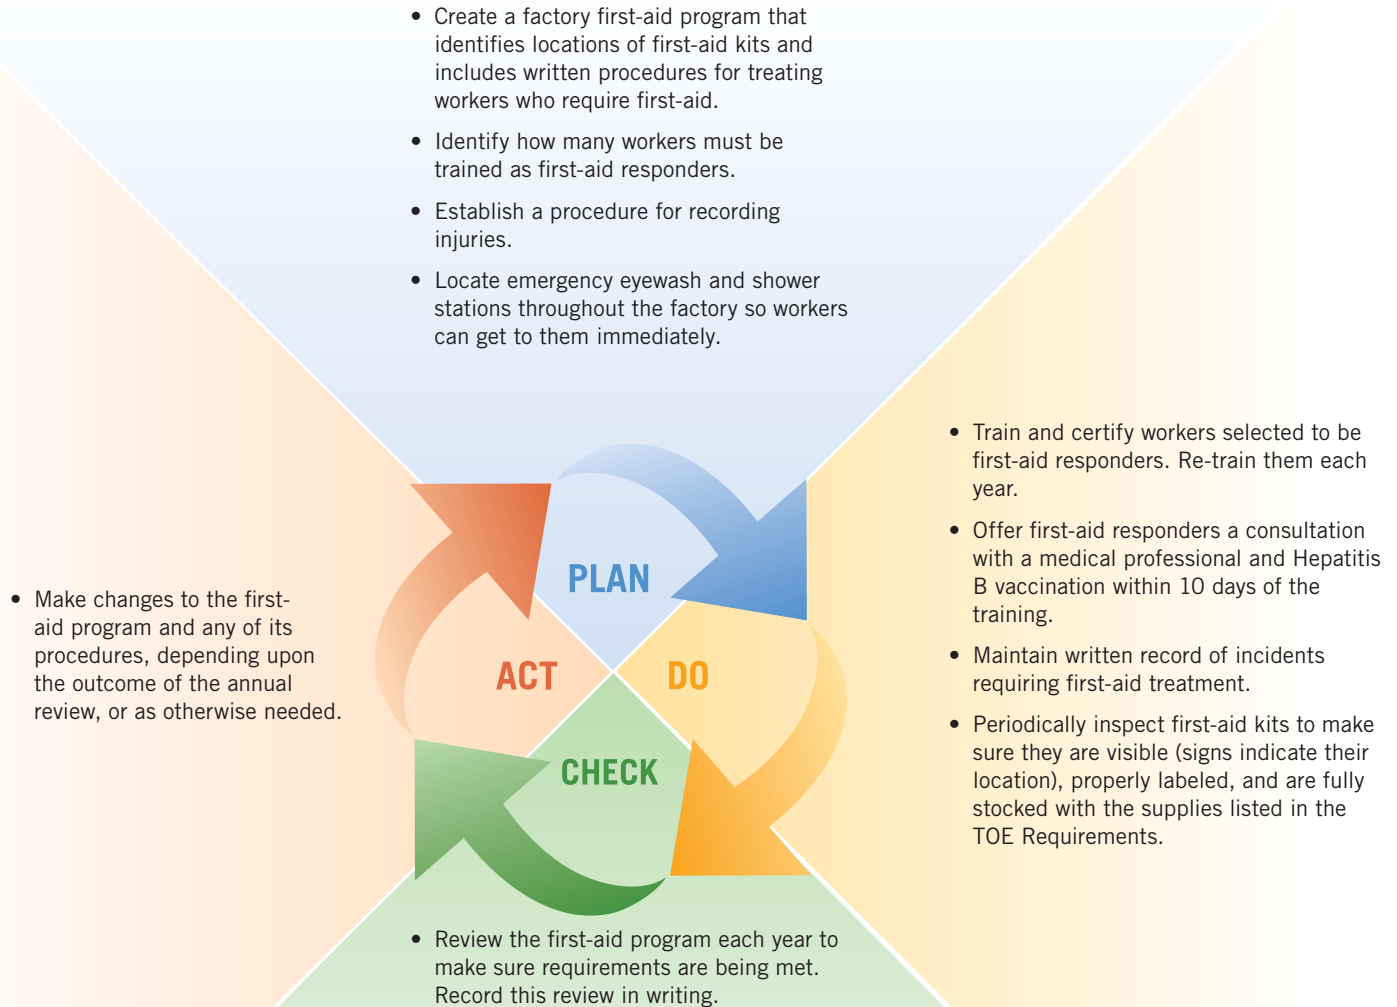 • Create a factory first-aid program that
identifies locations of first-aid kits and
includes written procedures for treating
workers who require first-aid.
• Identify how many workers must be
trained as first-aid responders.
• Establish a procedure for recording
injuries.
• Locate emergency eyewash and shower
stations throughout the factory so workers
can get to them immediately.
PLAN
• Train and certify workers selected to be
first-aid responders. Re-train them each
year.
• Offer first-aid responders a consultation
with a medical professional and Hepatitis
B vaccination within 10 days of the
training.
• Maintain written record of incidents
requiring first-aid treatment.
• Periodically inspect first-aid kits to make
sure they are visible (signs indicate their
location), properly labeled, and are fully
stocked with the supplies listed in the
TOE Requirements.
DO
CHECK
• Review the first-aid program each year to
make sure requirements are being met.
Record this review in writing.
ACT
• Make changes to the first-
aid program and any of its
procedures, depending upon
the outcome of the annual
review, or as otherwise needed.